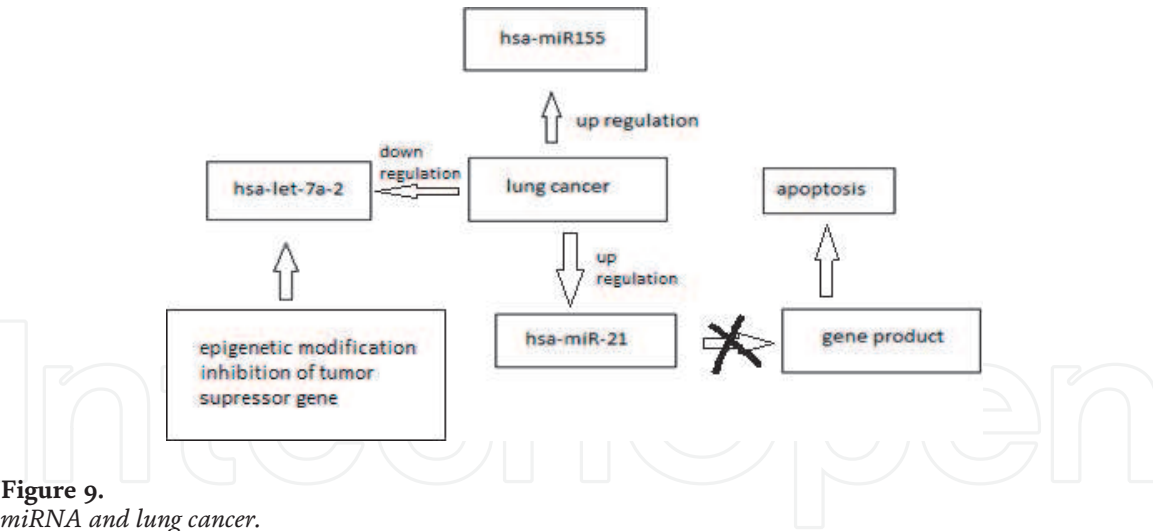 hsa-miR155
up regulation
down
regulation
hsa-let-7a-2
lung cancer
apoptosis
up
regulation
epigenetic modification
inhibition of tumor
supressor gene
hsa-miR-21
gene product
IntechOpen
Figure 9.
miRNA and lung cancer.